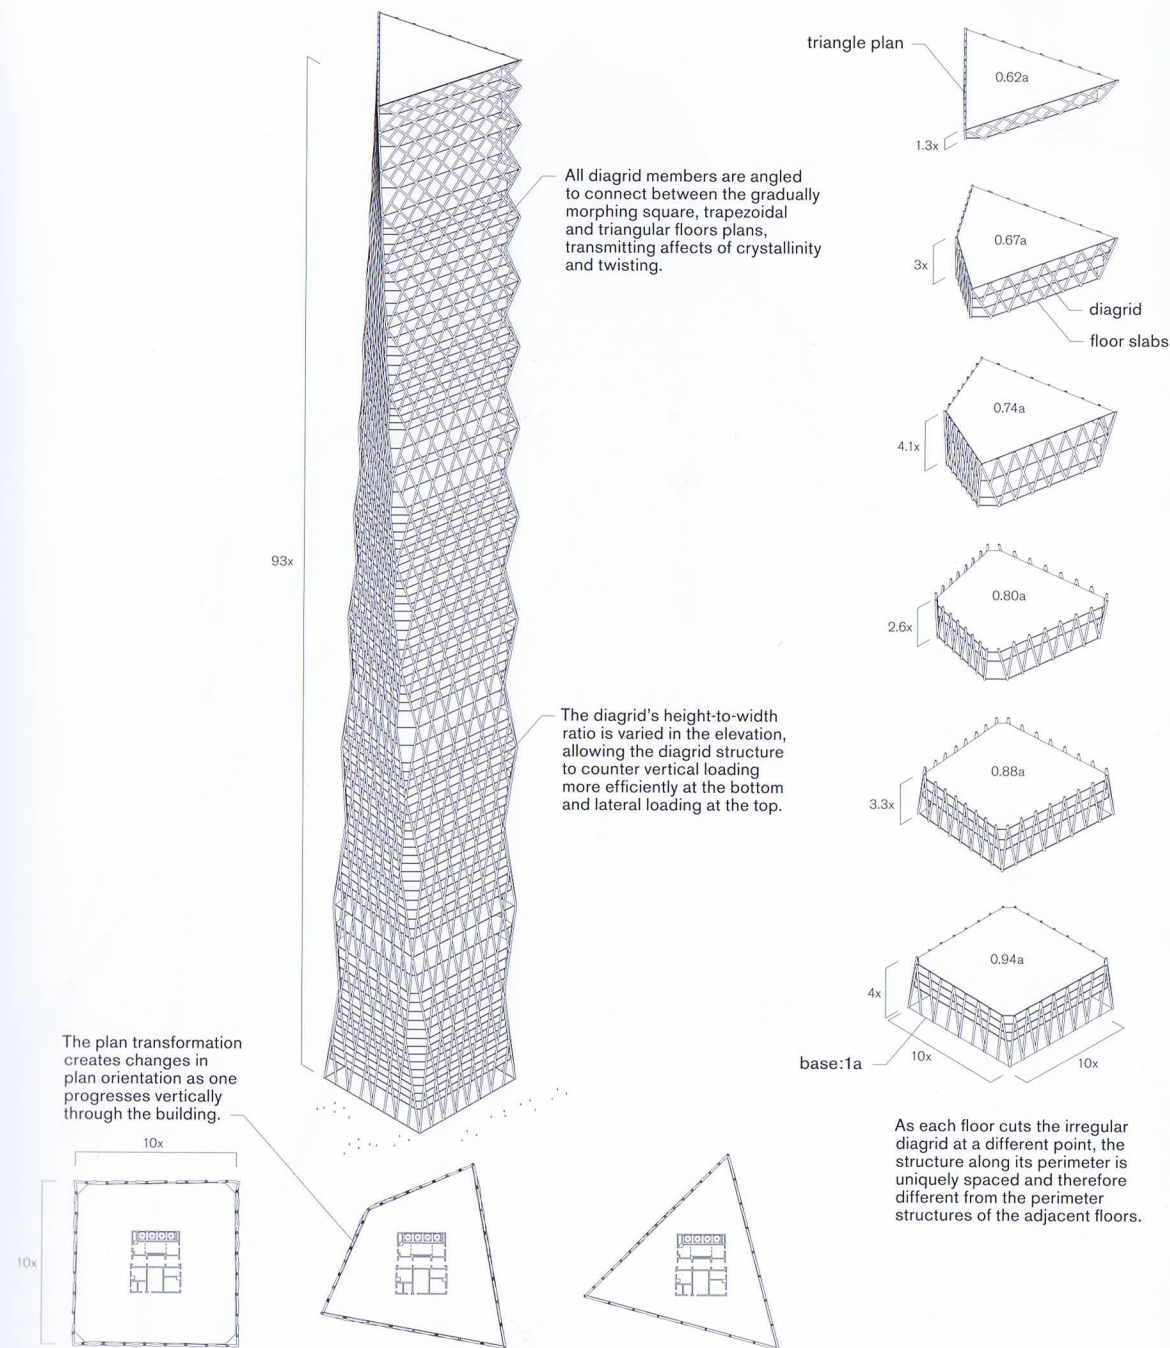 triangle plan
0.62a
1.3x
All diagrid members are angled
to connect between the gradually
morphing square, trapezoidal
and triangular floors plans,
transmitting affects of crystallinity
and twisting.
0.67a
3x
diagrid
floor slabs
0.74a
4.1x
93x
0.80a
2.6x
The diagrid's height-to-width
ratio is varied in the elevation,
allowing the diagrid structure
to counter vertical loading
more efficiently at the bottom
and lateral loading at the top.
0.88a
3.3x
0.94a
4x
base:1a
10x
10x
The plan transformation
creates changes in
plan orientation as one
progresses vertically
through the building.
As each floor cuts the irregular
diagrid at a different point, the
structure along its perimeter is
uniquely spaced and therefore
different from the perimeter
structures of the adjacent floors.
10x
10x